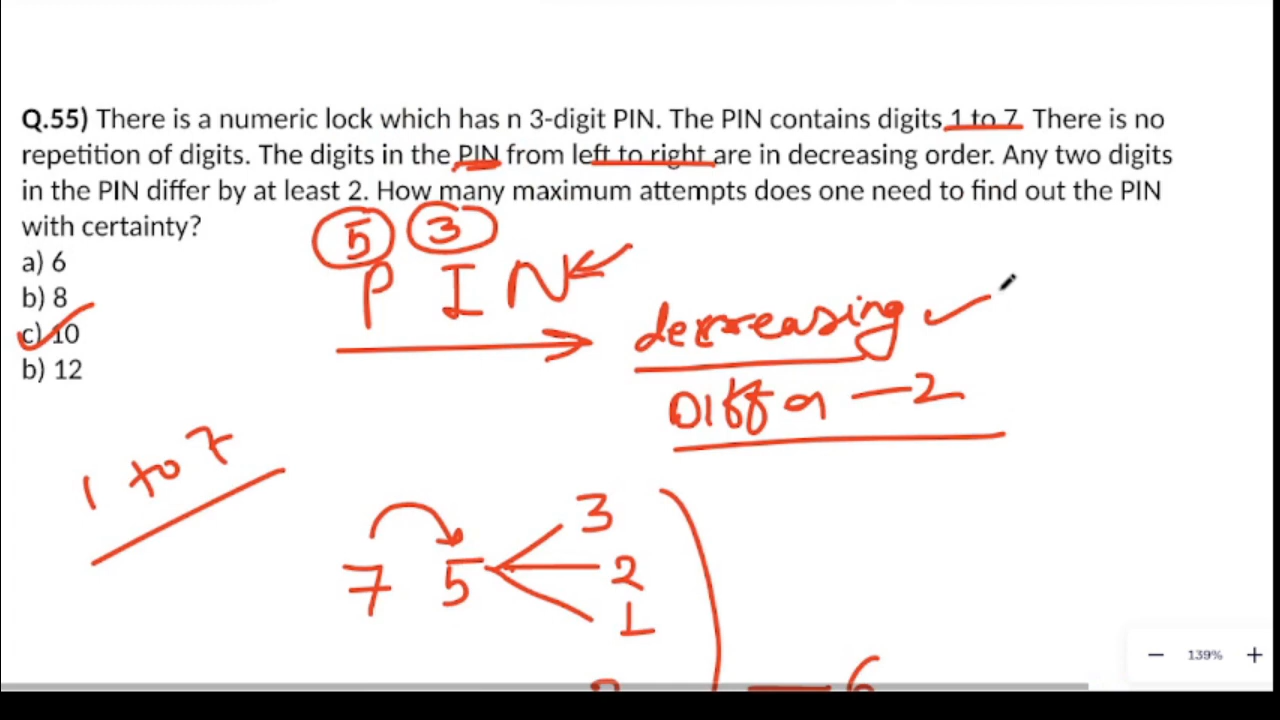 Q.55) There is a numeric lock which has n 3-digit PIN. The PIN contains digits 1 to 7. There is no
repetition of digits. The digits in the PIN from left to right are in decreasing order. Any two digits
in the PIN differ by at least 2. How many maximum attempts does one need to find out the PIN
with certainty?
a) 6
b) 8
c) 10
b) 12
5 3
P I N
decreasing
Diff
2
1 to 7
7 5
3
2
1
6
139%